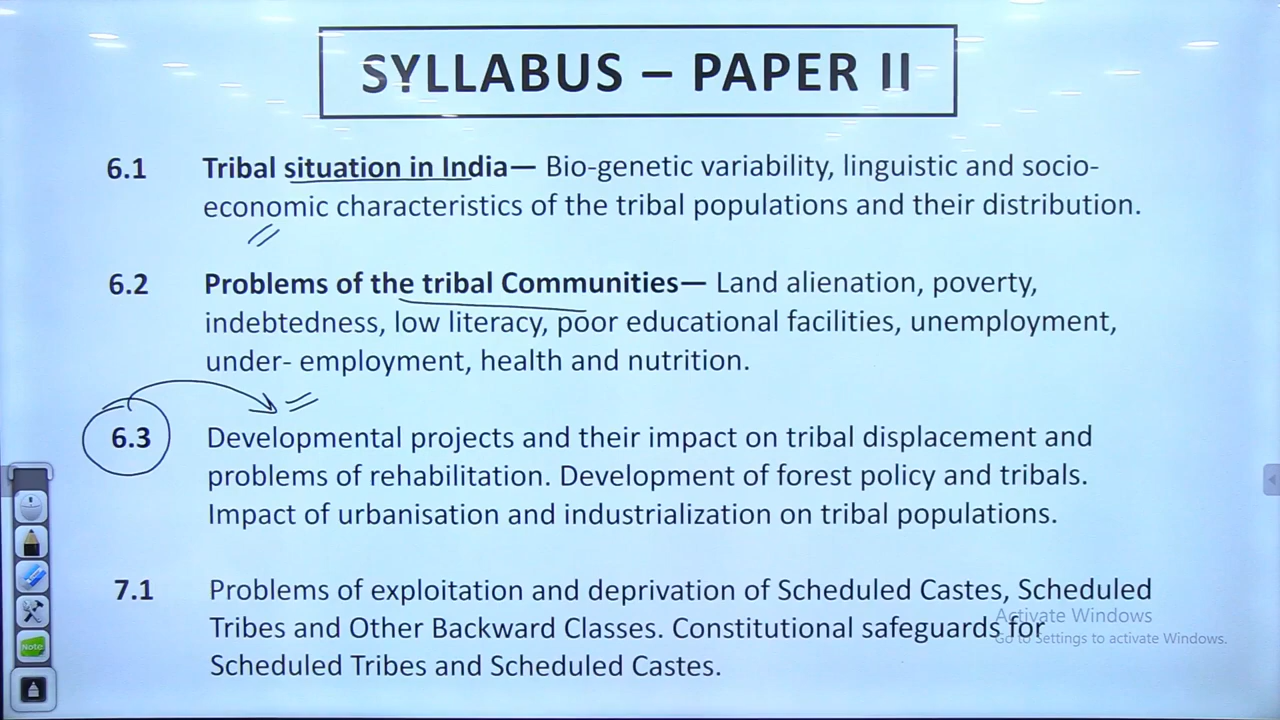 SYLLABUS – PAPER II
6.1 Tribal situation in India— Bio-genetic variability, linguistic and socio-
economic characteristics of the tribal populations and their distribution.
6.2 Problems of the tribal Communities— Land alienation, poverty,
indebtedness, low literacy, poor educational facilities, unemployment,
under- employment, health and nutrition.
6.3 Developmental projects and their impact on tribal displacement and
problems of rehabilitation. Development of forest policy and tribals.
Impact of urbanisation and industrialization on tribal populations.
7.1 Problems of exploitation and deprivation of Scheduled Castes, Scheduled
Tribes and Other Backward Classes. Constitutional safeguards for
Scheduled Tribes and Scheduled Castes.
Activate Windows
Go to Settings to activate Windows.
Note